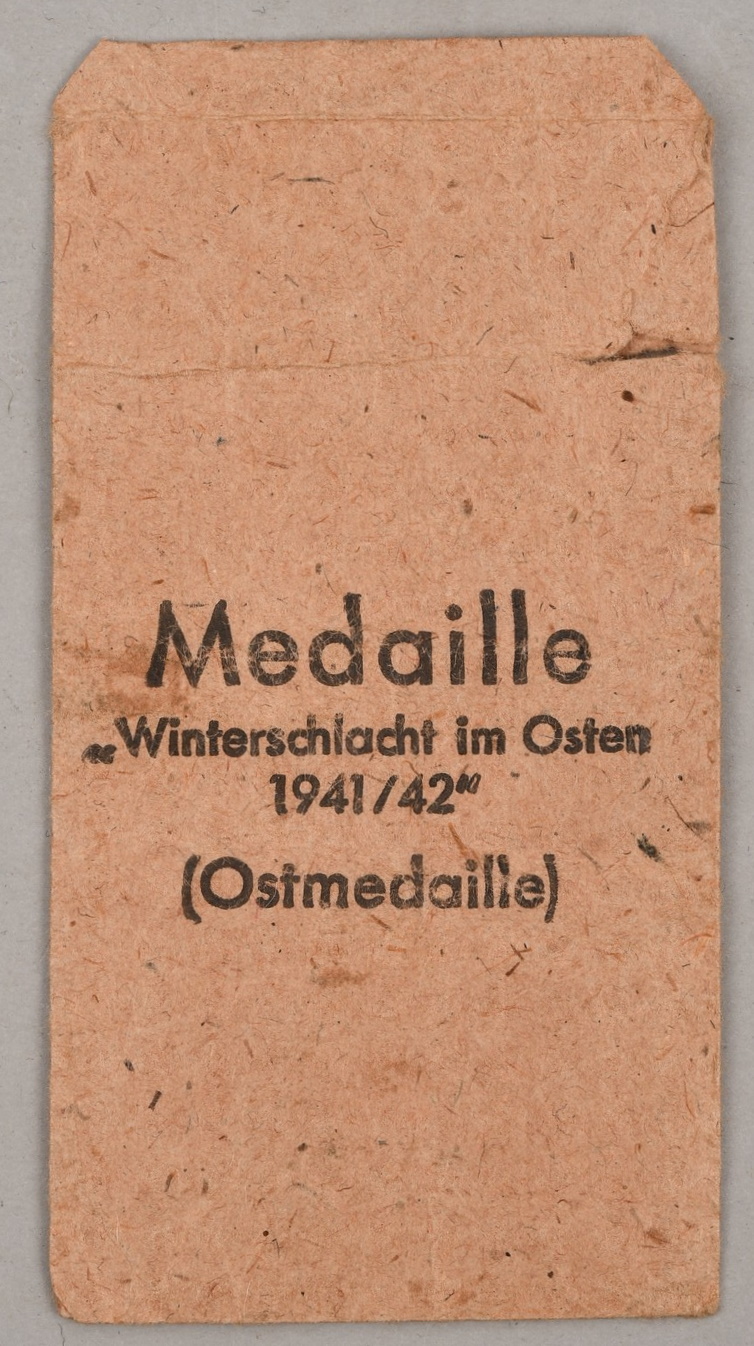 Medaille
„Winterschlacht im Osten
1941/42“
(Ostmedaille)